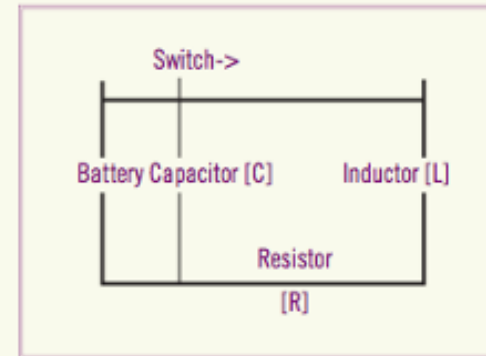 Switch->
Battery Capacitor [C] Inductor [L]
Resistor
[R]